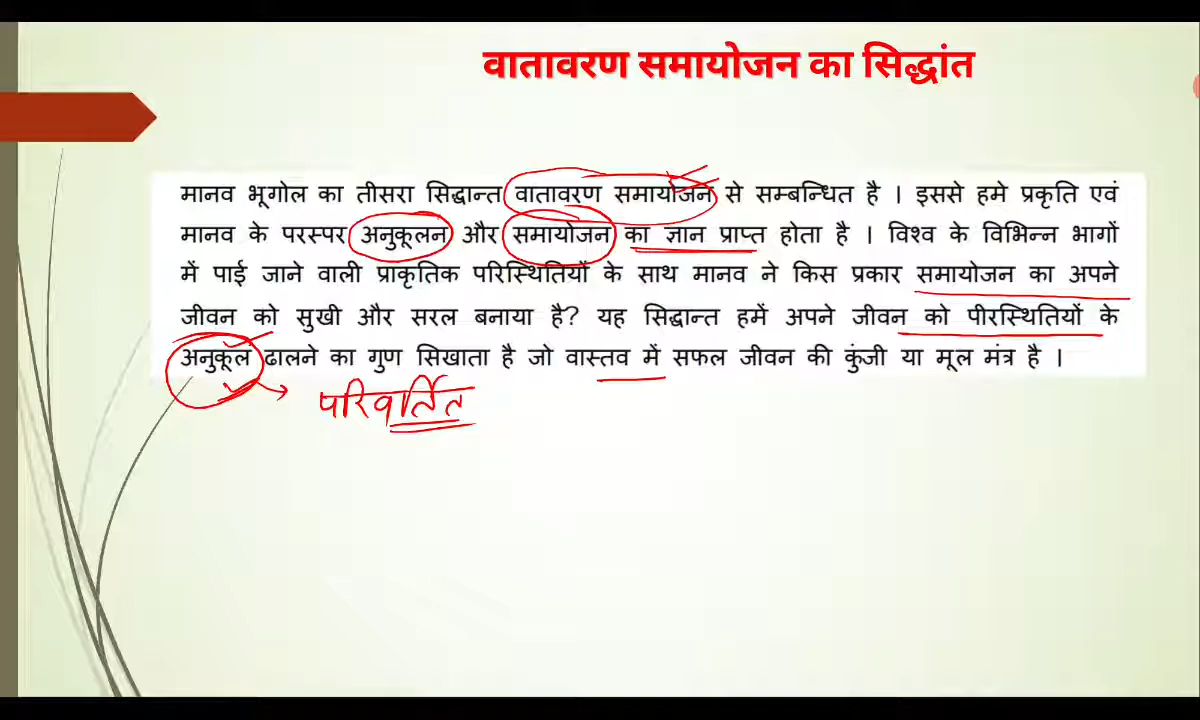 वातावरण समायोजन का सिद्धांत
मानव भूगोल का तीसरा सिद्धान्त वातावरण समायोजन से सम्बन्धित है । इससे हमे प्रकृति एवं
मानव के परस्पर अनुकूलन और समायोजन का ज्ञान प्राप्त होता है । विश्व के विभिन्न भागों
में पाई जाने वाली प्राकृतिक परिस्थितियों के साथ मानव ने किस प्रकार समायोजन का अपने
जीवन को सुखी और सरल बनाया है? यह सिद्धान्त हमें अपने जीवन को पीरस्थितियों के
अनुकूल ढालने का गुण सिखाता है जो वास्तव में सफल जीवन की कुंजी या मूल मंत्र है ।
परिवर्तित